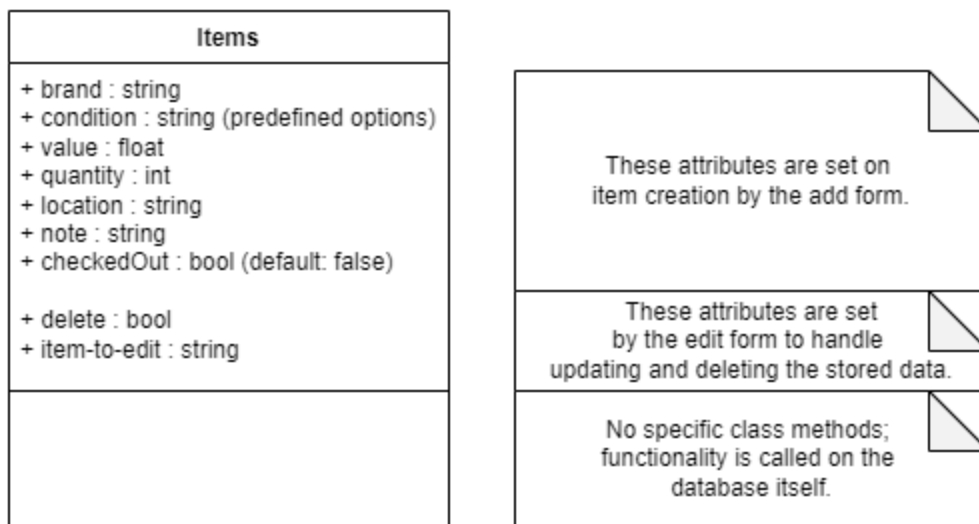 Items
+ brand : string
+ condition : string (predefined options)
+ value : float
+ quantity : int
+ location : string
+ note : string
+ checkedOut : bool (default: false)
+ delete : bool
+ item-to-edit : string
These attributes are set on
item creation by the add form.
These attributes are set
by the edit form to handle
updating and deleting the stored data.
No specific class methods;
functionality is called on the
database itself.